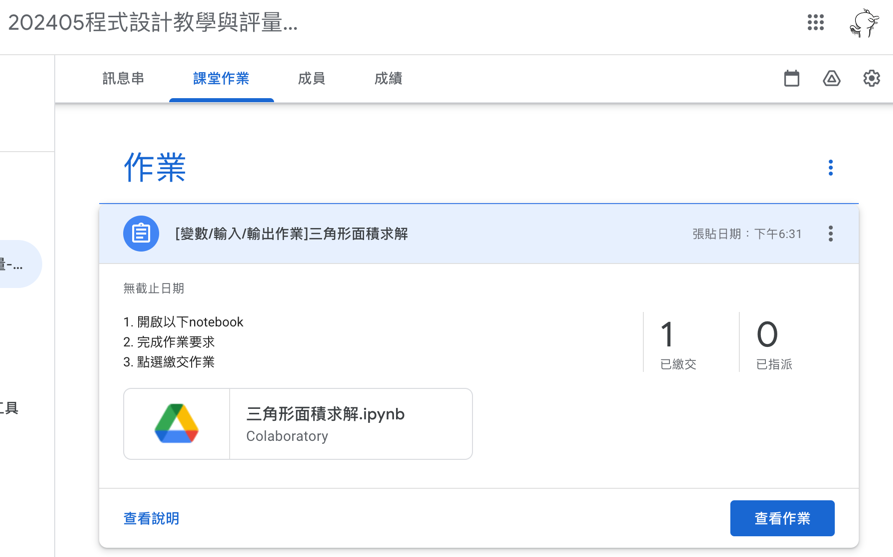 202405程式設計教學與評量...
訊息串
課堂作業
成員
成績
作業
[變數/輸入/輸出作業]三角形面積求解
張貼日期：下午6:31
量-...
無截止日期
1. 開啟以下notebook
2. 完成作業要求
3. 點選繳交作業
1
已繳交
0
已指派
工具
三角形面積求解.ipynb
Colaboratory
查看說明
查看作業